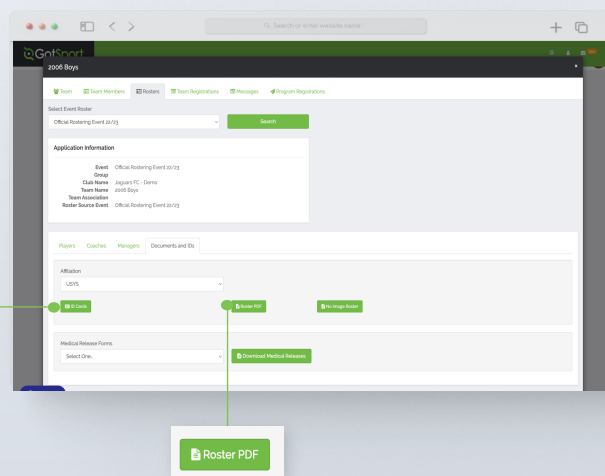 Search or enter website name
GotSport
2006 Boys
×
Team
Team Members
Rosters
Team Registrations
Messages
Program Registrations
Select Event Roster
Official Rostering Event 22/23
Search
Application Information
Event Official Rostering Event 22/23
Group
Club Name Jaguars FC - Demo
Team Name 2006 Boys
Team Association
Roster Source Event Official Rostering Event 22/23
Players
Coaches
Managers
Documents and IDs
Affiliation
USYS
ID Cards
Roster PDF
No Image Roster
Medical Release Forms
Select One..
Download Medical Releases
Roster PDF